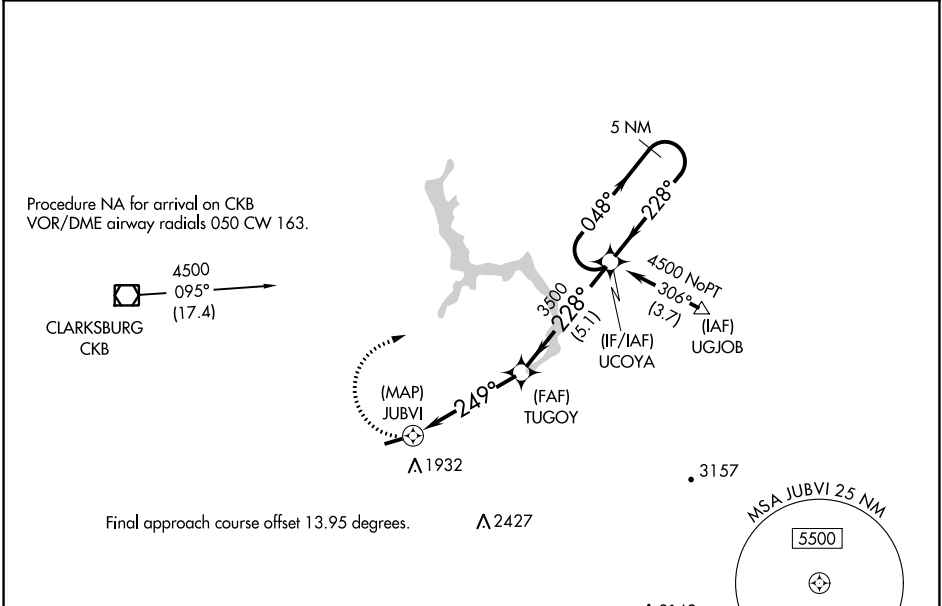 5 NM
Procedure NA for arrival on CKB
VOR/DME airway radials 050 CW 163.
048°
228°
4500
095°
(17.4)
CLARKSBURG
CKB
4500 NoPT
306°
(3.7)
(IAF)
UGJOB
3500
228°
(5.1)
(IF/IAF)
UCOYA
(MAP)
JUBVI
249°
(FAF)
TUGOY
1932
3157
Final approach course offset 13.95 degrees.
2427
MSA JUBVI 25 NM
5500